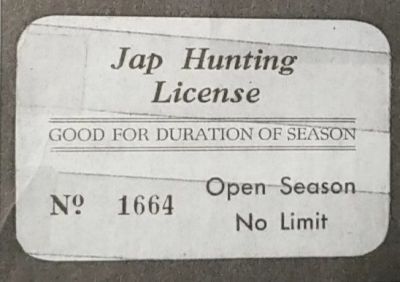 Jap Hunting
License
GOOD FOR DURATION OF SEASON
Nº 1664
Open Season
No Limit